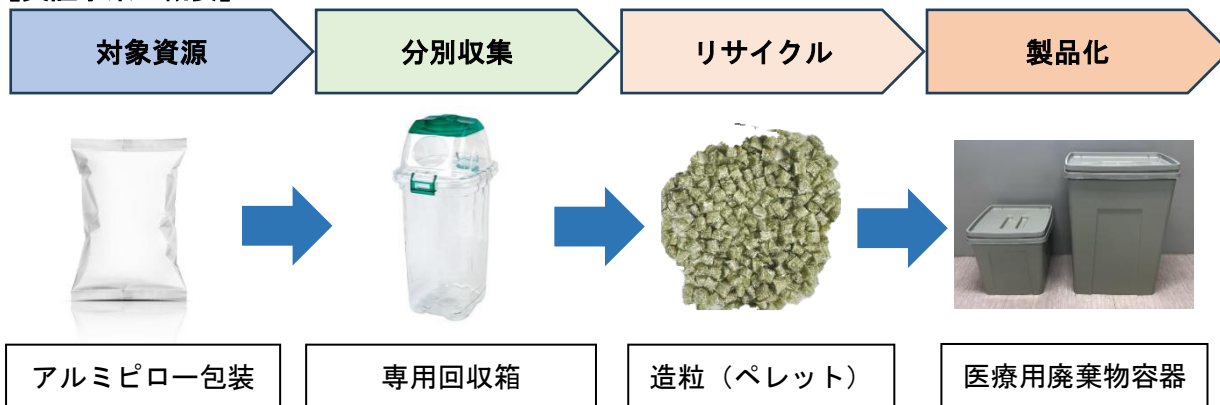 対象資源
分別収集
リサイクル
製品化
アルミピロー包装
専用回収箱
造粒（ペレット）
医療用廃棄物容器